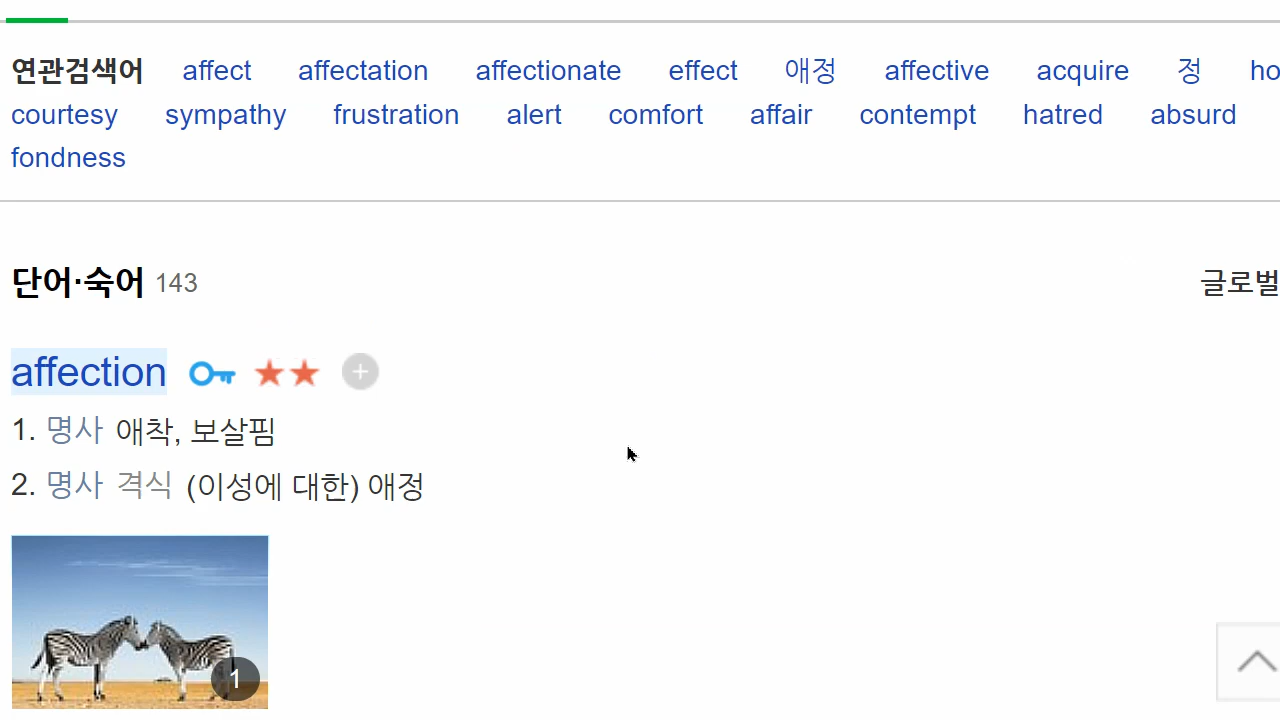 연관검색어 affect affectation affectionate effect 애정 affective acquire 정 ho
courtesy sympathy frustration alert comfort affair contempt hatred absurd
fondness
단어·숙어 143 글로벌
affection
1. 명사 애착, 보살핌
2. 명사 격식 (이성에 대한) 애정
1